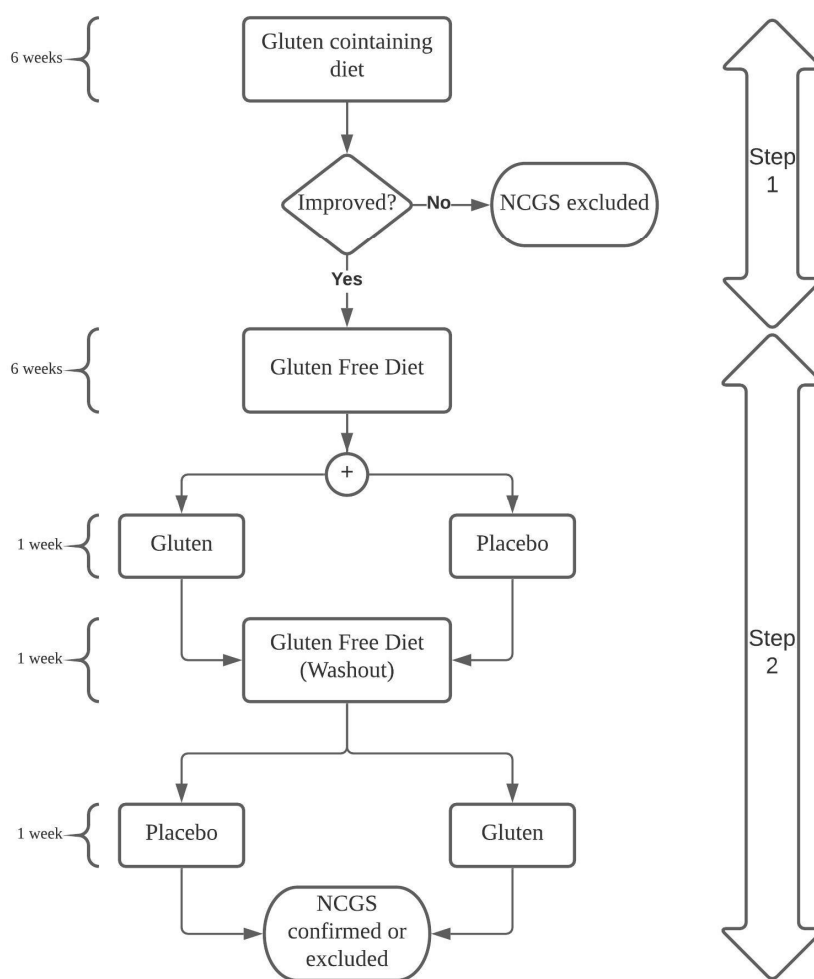 6 weeks
Gluten cointaining
diet
Improved?
No
NCGS excluded
Step
1
Yes
6 weeks
Gluten Free Diet
+
1 week
Gluten
Placebo
1 week
Gluten Free Diet
(Washout)
Step
2
1 week
Placebo
Gluten
NCGS
confirmed or
excluded